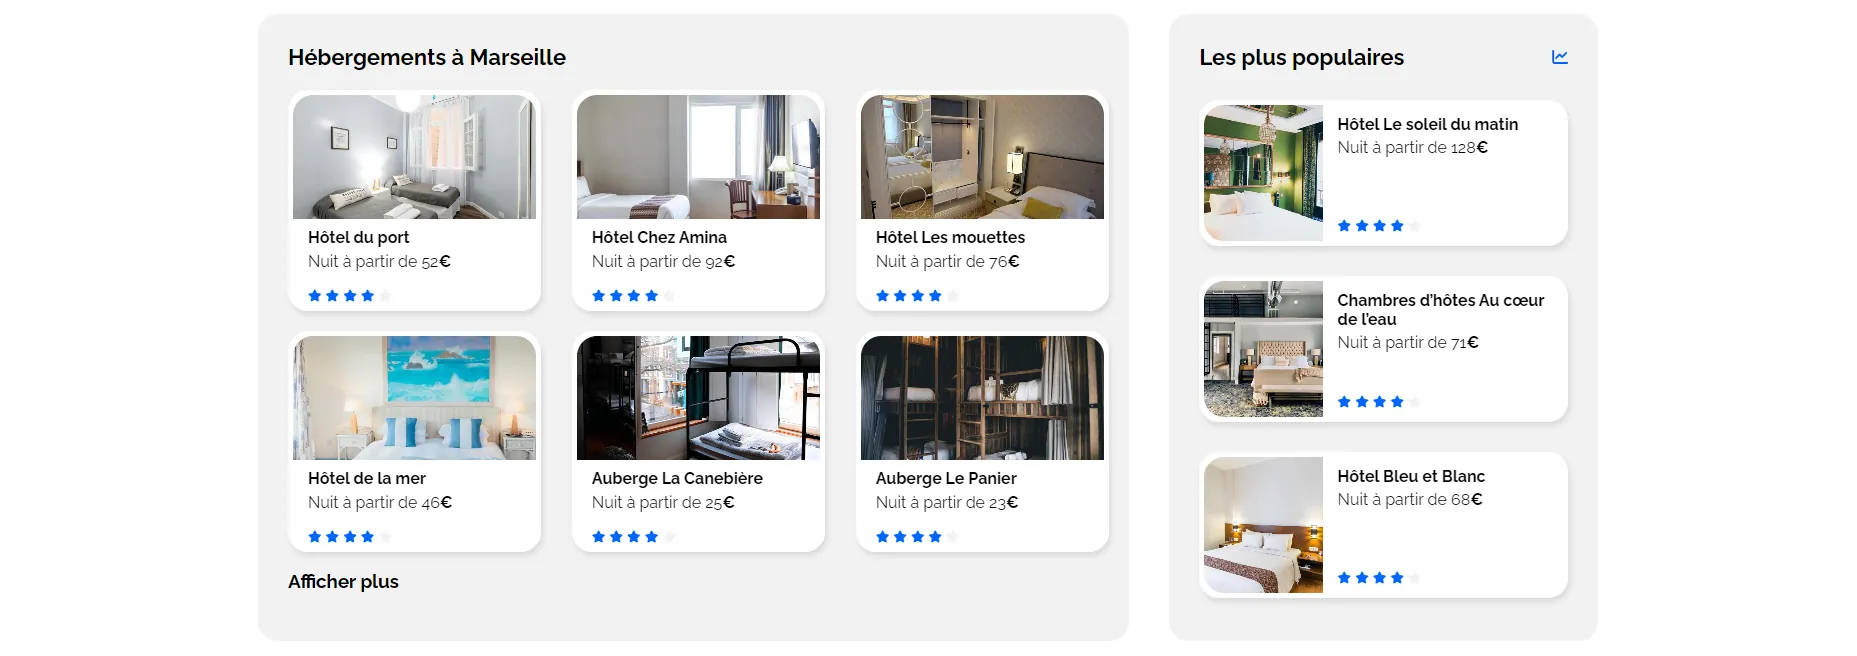 Hébergements à Marseille
Hôtel du port
Nuit à partir de 52€
Hôtel Chez Amina
Nuit à partir de 92€
Hôtel Les mouettes
Nuit à partir de 76€
Hôtel de la mer
Nuit à partir de 46€
Auberge La Canebière
Nuit à partir de 25€
Auberge Le Panier
Nuit à partir de 23€
Afficher plus
Les plus populaires
Hôtel Le soleil du matin
Nuit à partir de 128€
Chambres d'hôtes Au cœur
de l'eau
Nuit à partir de 71€
Hôtel Bleu et Blanc
Nuit à partir de 68€